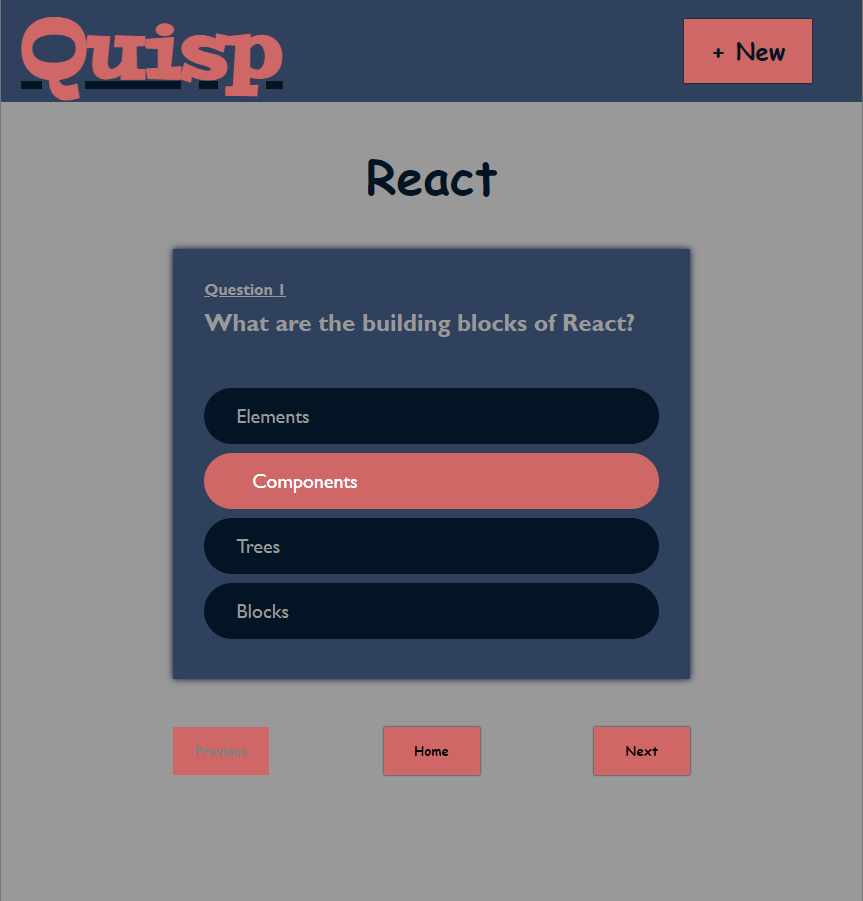 Quisp
+ New
React
Question 1
What are the building blocks of React?
Elements
Components
Trees
Blocks
Previous
Home
Next